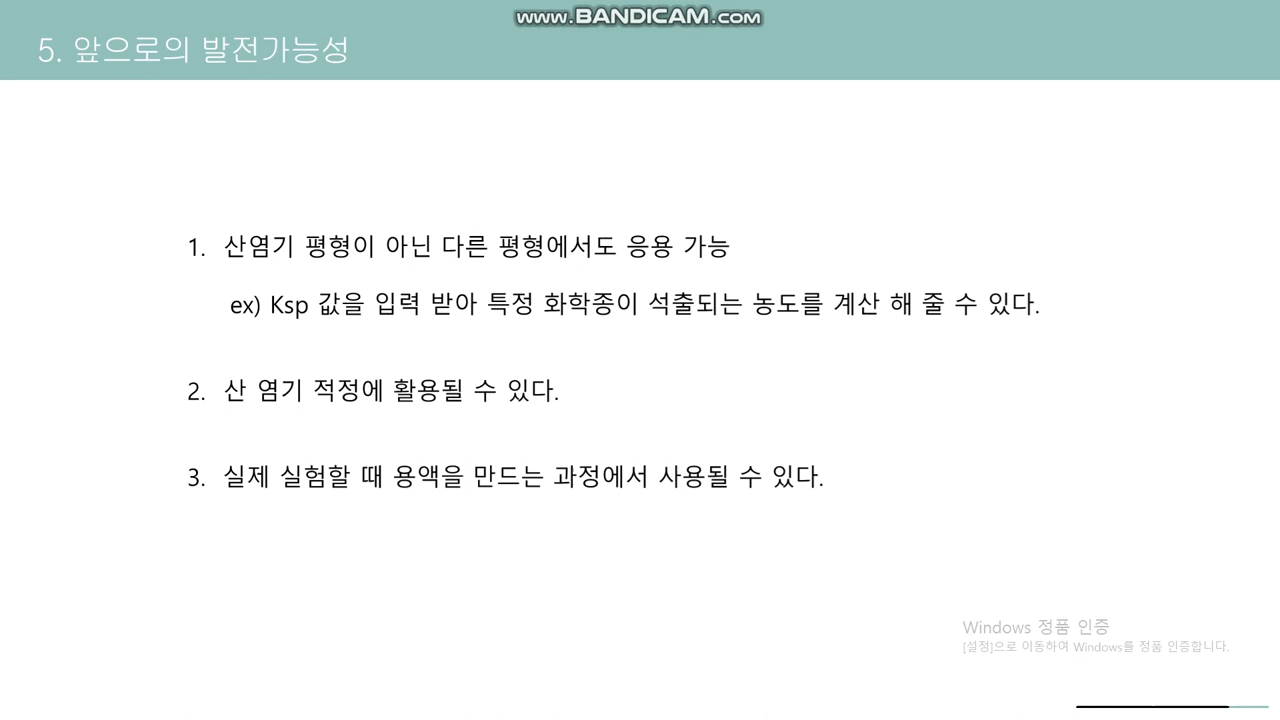 www.BANDICAM.com
5. 앞으로의 발전가능성
1. 산염기 평형이 아닌 다른 평형에서도 응용 가능
ex) Ksp 값을 입력 받아 특정 화학종이 석출되는 농도를 계산 해 줄 수 있다.
2. 산 염기 적정에 활용될 수 있다.
3. 실제 실험할 때 용액을 만드는 과정에서 사용될 수 있다.
Windows 정품 인증
[설정]으로 이동하여 Windows를 정품 인증합니다.